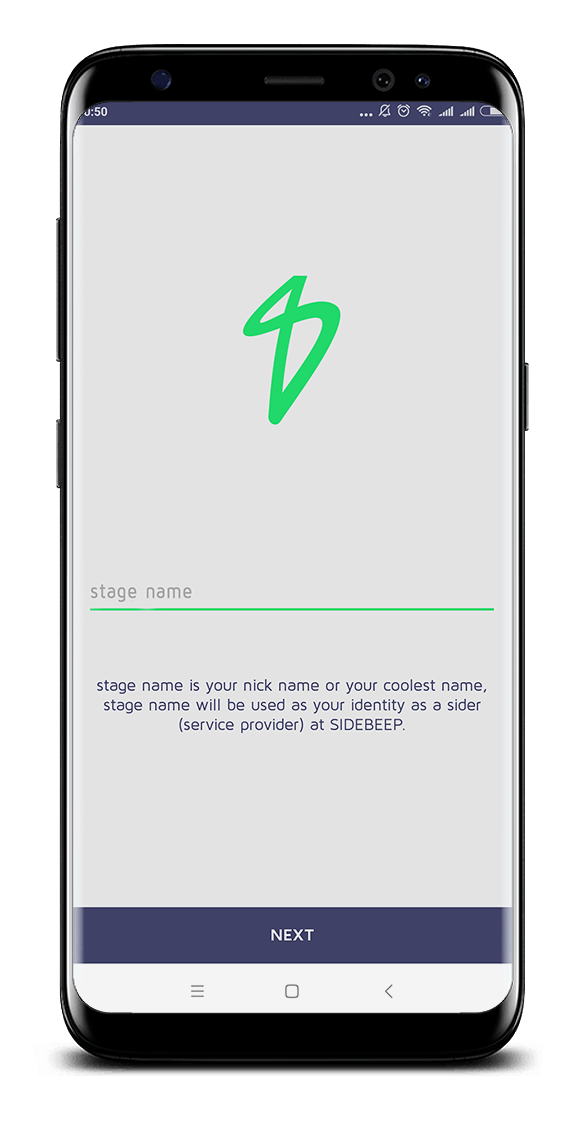 :50
stage name
stage name is your nick name or your coolest name,
stage name will be used as your identity as a sider
(service provider) at SIDEBEEP.
NEXT